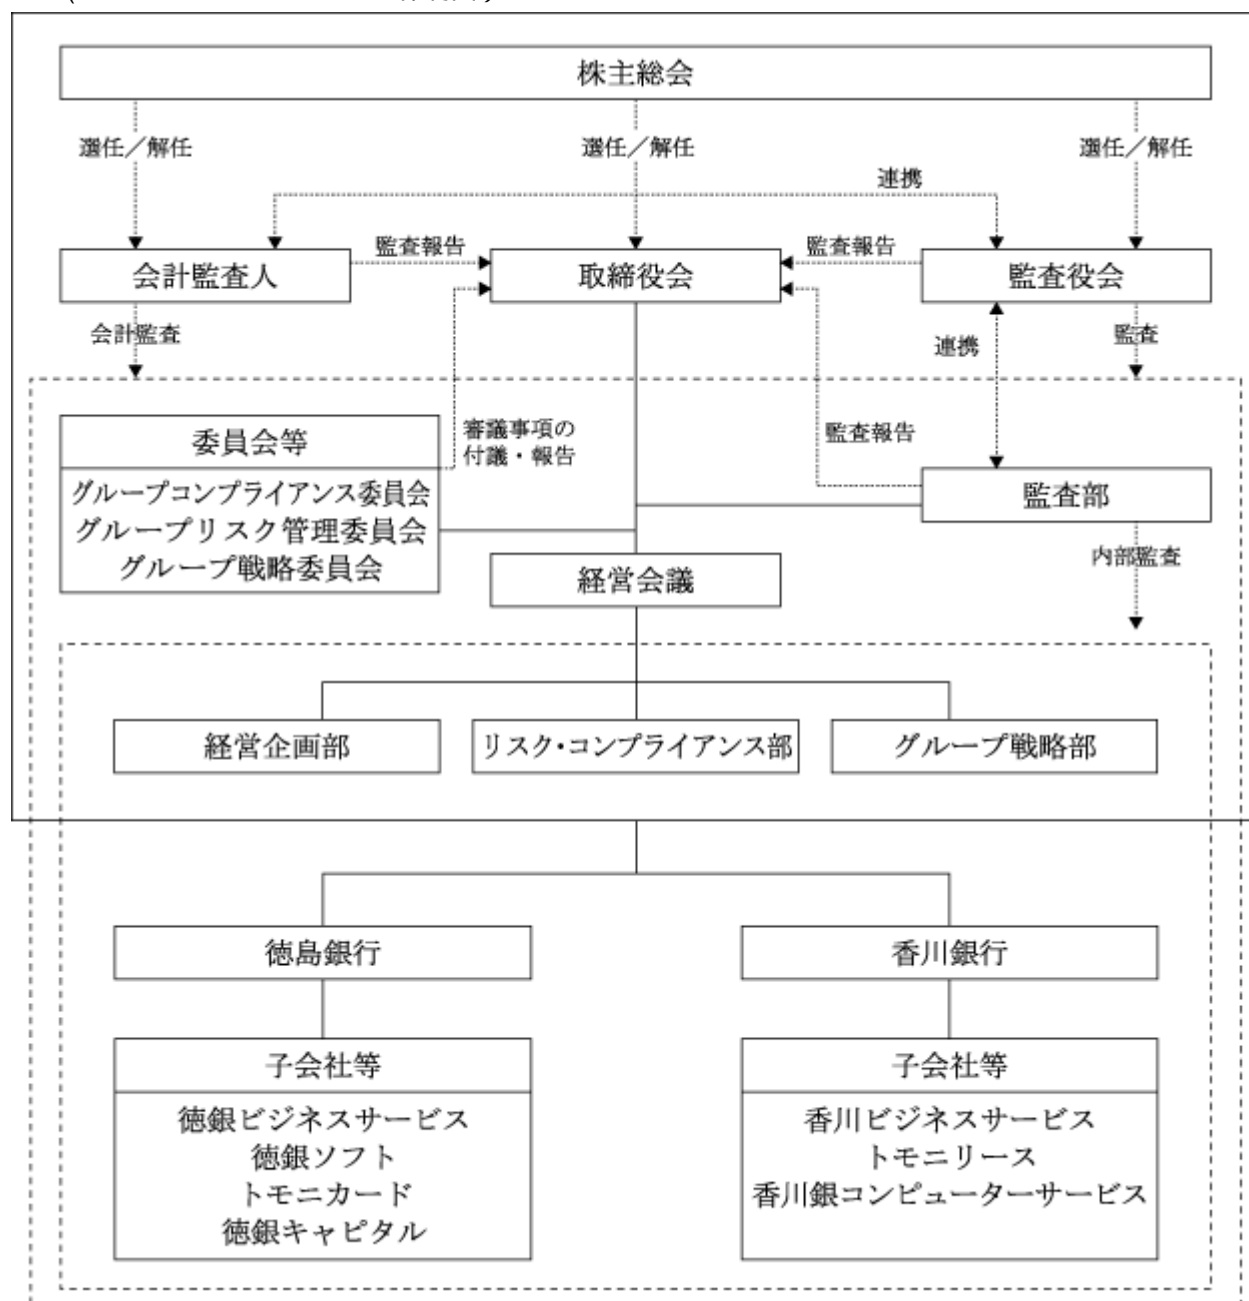 株主総会
選任／解任
選任／解任
選任／解任
連携
会計監査人
監査報告
取締役会
監査報告
監査役会
会計監査
連携
監査
委員会等
グループコンプライアンス委員会
グループリスク管理委員会
グループ戦略委員会
審議事項の
付議・報告
監査報告
監査部
内部監査
経営会議
経営企画部
リスク・コンプライアンス部
グループ戦略部
徳島銀行
香川銀行
子会社等
徳銀ビジネスサービス
徳銀ソフト
トモニカード
徳銀キャピタル
子会社等
香川ビジネスサービス
トモニリース
香川銀コンピューターサービス